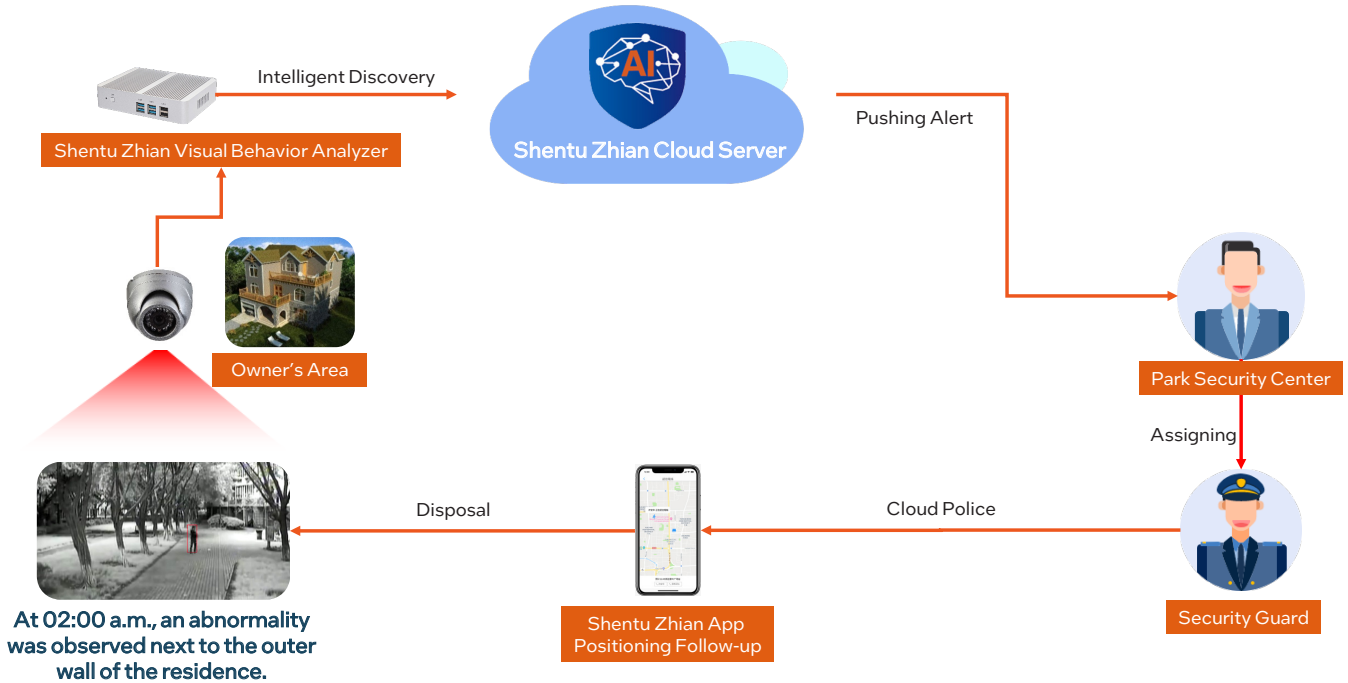 Intelligent Discovery
AI
Shentu Zhian Cloud Server
Pushing Alert
Shentu Zhian Visual Behavior Analyzer
Owner's Area
Park Security Center
Assigning
Disposal
Cloud Police
Shentu Zhian App
Positioning Follow-up
Security Guard
At 02:00 a.m., an abnormality
was observed next to the outer
wall of the residence.